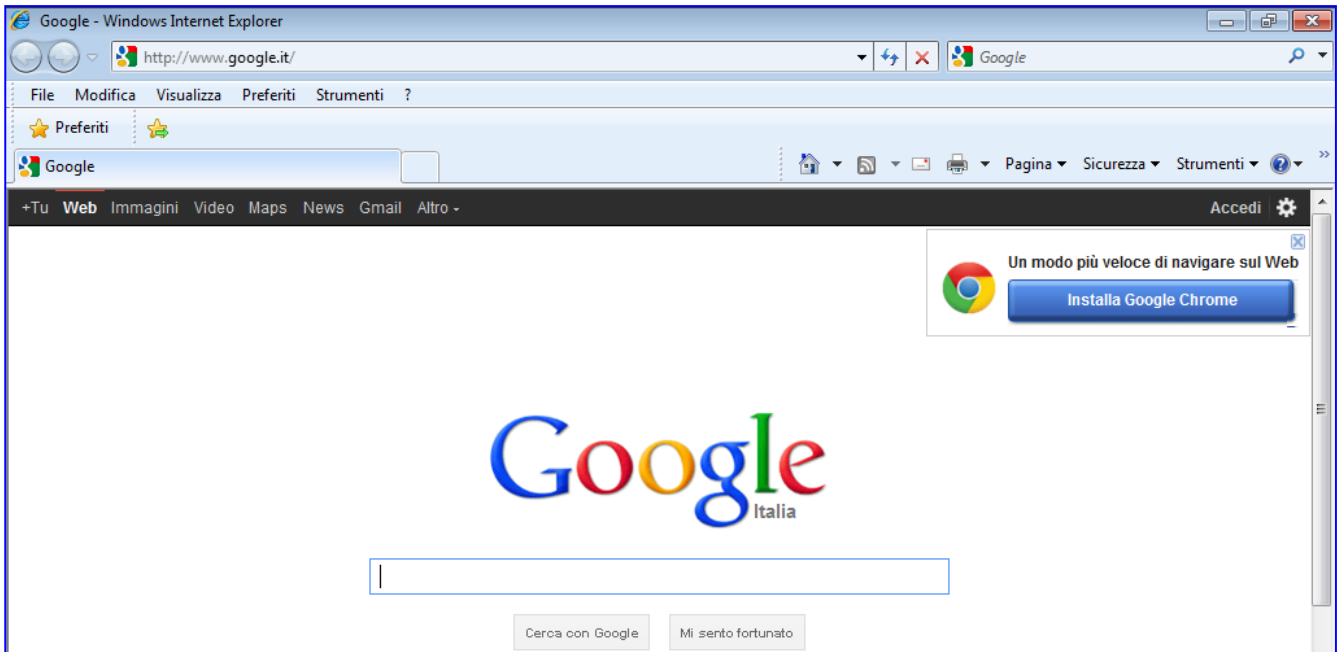 Google - Windows Internet Explorer
http://www.google.it/ Google
File Modifica Visualizza Preferiti Strumenti ?
Preferiti
Google Pagina Sicurezza Strumenti
+Tu Web Immagini Video Maps News Gmail Altro Accedi
Un modo più veloce di navigare sul Web
Installa Google Chrome
Google
Italia
Cerca con Google Mi sento fortunato